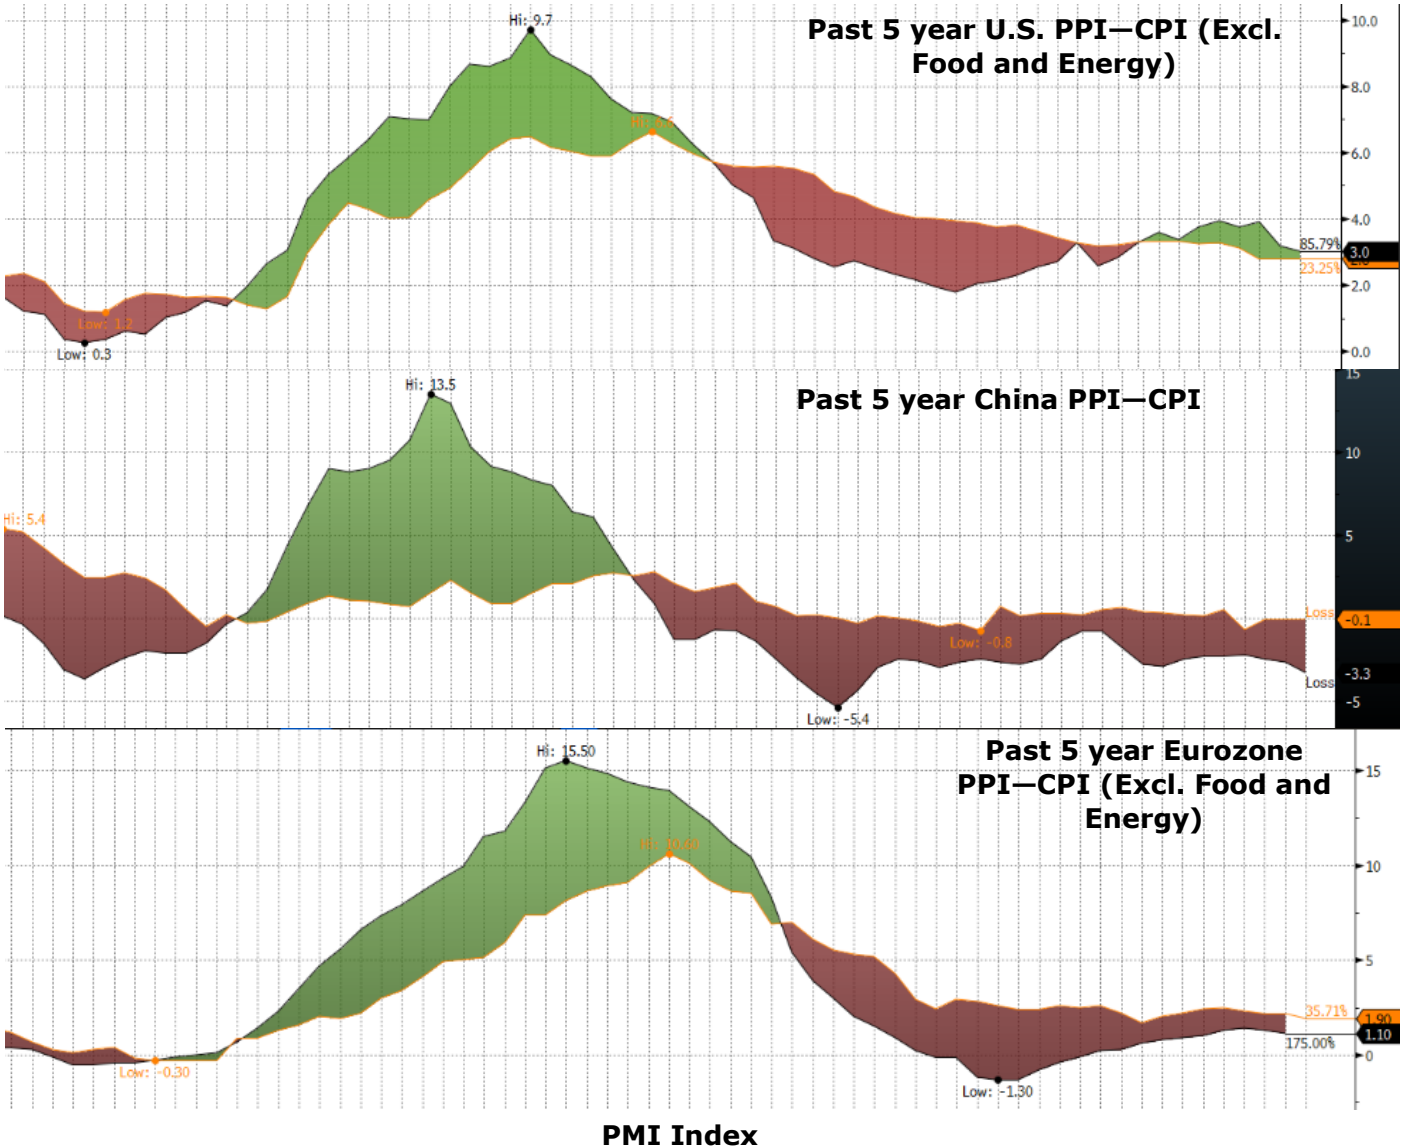 Hi: 9.7
Past 5 year U.S. PPI—CPI (Excl.
Food and Energy)
10.0
8.0
6.0
4.0
85.79%
3.0
23.25%
2.0
Low: 1.2
Low: 0.3
0.0
Hi: 13.5
Past 5 year China PPI—CPI
15
10
Hi: 5.4
5
Loss
-0.1
Low: -0.8
-3.3
Loss
-5
Low: -5.4
Hi: 15.50
Past 5 year Eurozone
PPI—CPI (Excl. Food and
Energy)
15
10
5
35.71%
1.90
1.10
175.00%
0
Low: -0.30
Low: -1.30
PMI Index